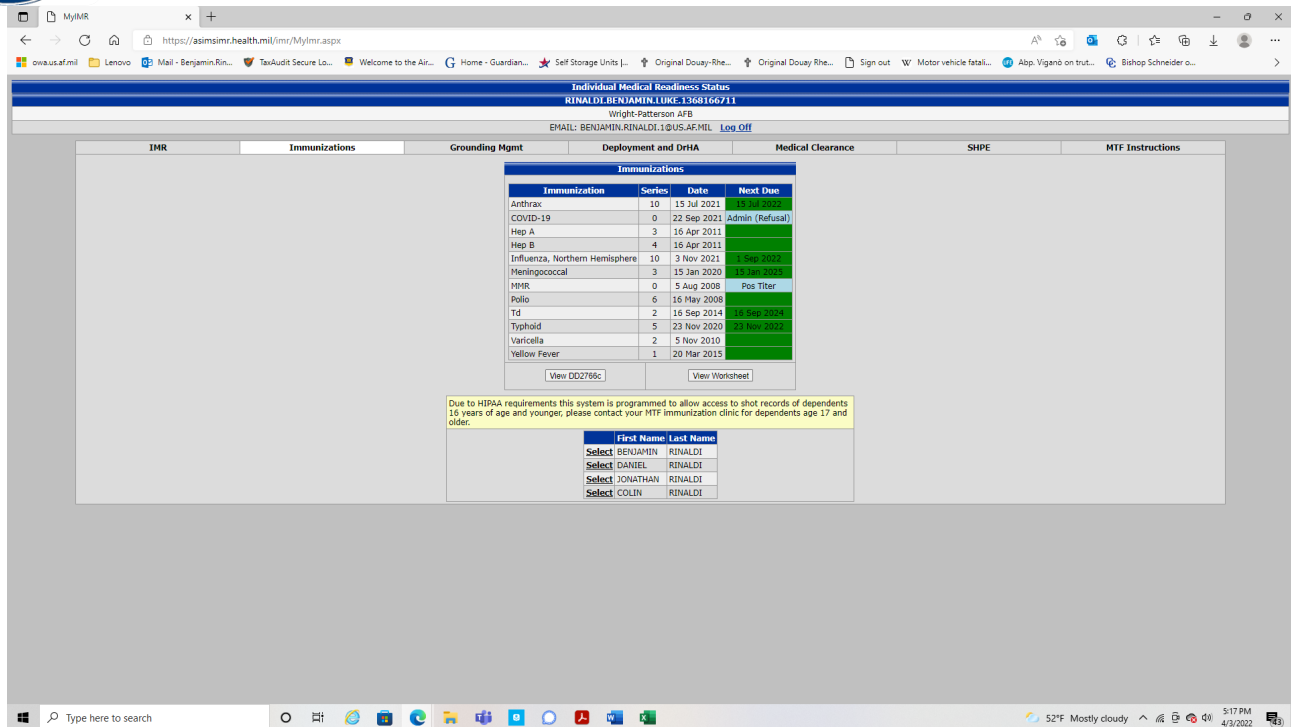 MyIMR
https://asimsimr.health.mil/imr/MyImr.aspx
owa.us.af.mil Lenovo Mail - Benjamin.Rin... TaxAudit Secure Lo... Welcome to the Air... Home - Guardian... Self Storage Units |... Original Douay-Rhe... Original Douay Rhe... Sign out Motor vehicle fatali... Abp. Viganò on trut... Bishop Schneider o...
Individual Medical Readiness Status
RINALDI.BENJAMIN.LUKE.1368166711
Wright-Patterson AFB
EMAIL: BENJAMIN.RINALDI.1@US.AF.MIL Log Off
IMR Immunizations Grounding Mgmt Deployment and DrHA Medical Clearance SHPE MTF Instructions
Immunizations
Immunization Series Date Next Due
Anthrax 10 15 Jul 2021 15 Jul 2022
COVID-19 0 22 Sep 2021 Admin (Refusal)
Hep A 3 16 Apr 2011
Hep B 4 16 Apr 2011
Influenza, Northern Hemisphere 10 3 Nov 2021 1 Sep 2022
Meningococcal 3 15 Jan 2020 15 Jan 2025
MMR 0 5 Aug 2008 Pos Titer
Polio 6 16 May 2008
Td 2 16 Sep 2014 16 Sep 2024
Typhoid 5 23 Nov 2020 23 Nov 2022
Varicella 2 5 Nov 2010
Yellow Fever 1 20 Mar 2015
View DD2766c View Worksheet
Due to HIPAA requirements this system is programmed to allow access to shot records of dependents
16 years of age and younger, please contact your MTF immunization clinic for dependents age 17 and
older.
First Name Last Name
Select BENJAMIN RINALDI
Select DANIEL RINALDI
Select JONATHAN RINALDI
Select COLIN RINALDI
Type here to search
52°F Mostly cloudy
5:17 PM
4/3/2022
43